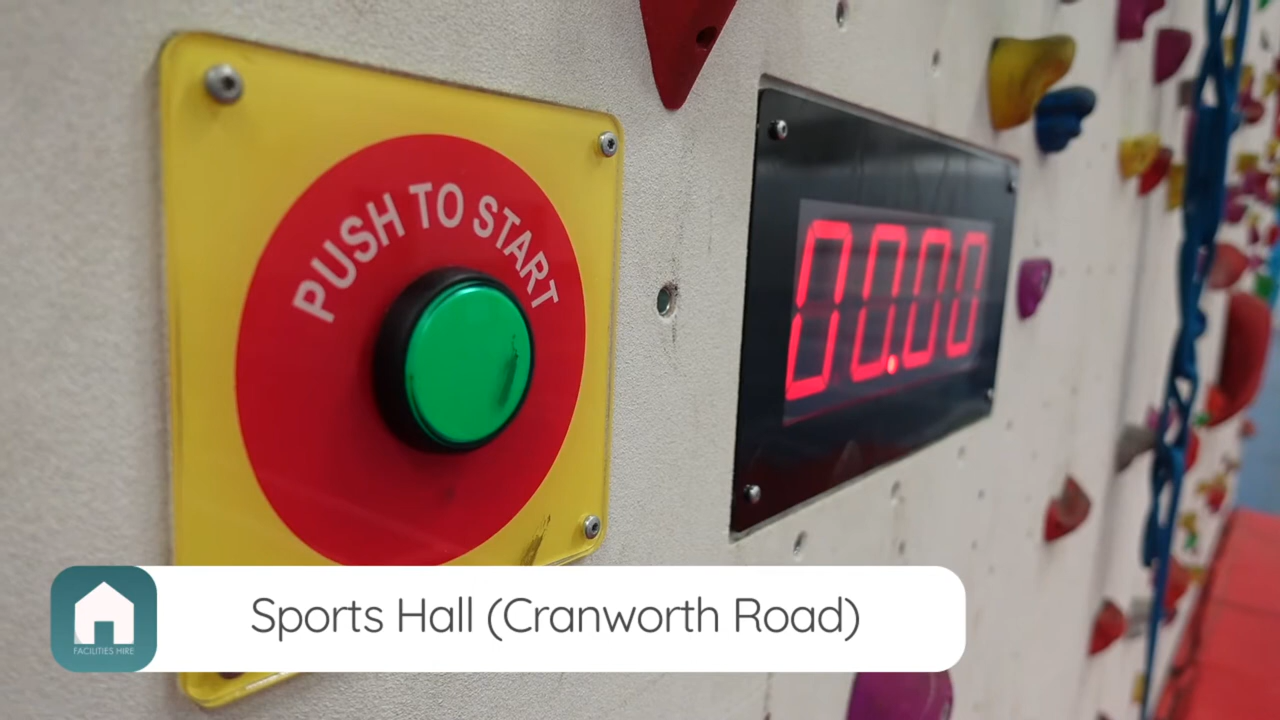 PUSH TO START
00.00
Sports Hall (Cranworth Road)
FACILITIES HIRE